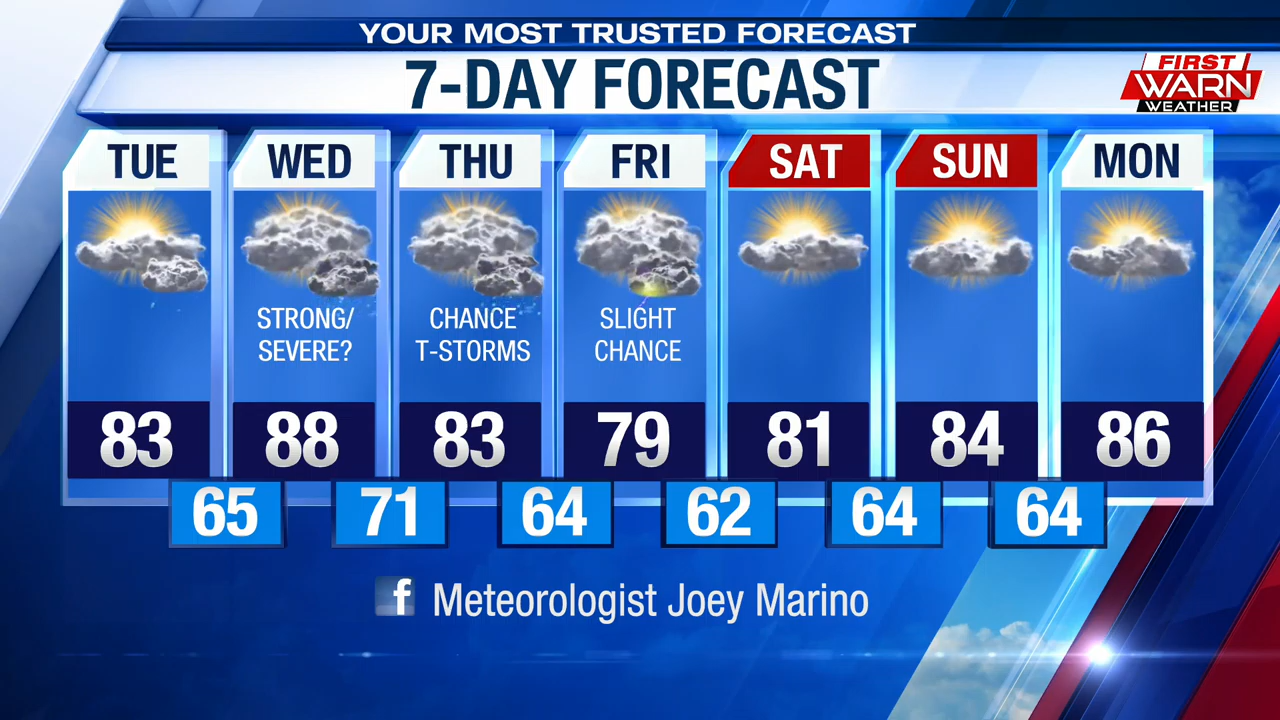 YOUR MOST TRUSTED FORECAST
7-DAY FORECAST
FIRST
WARN
WEATHER
TUE WED THU FRI SAT SUN MON
STRONG/ CHANCE SLIGHT
SEVERE? T-STORMS CHANCE
83 88 83 79 81 84 86
65 71 64 62 64 64
f Meteorologist Joey Marino